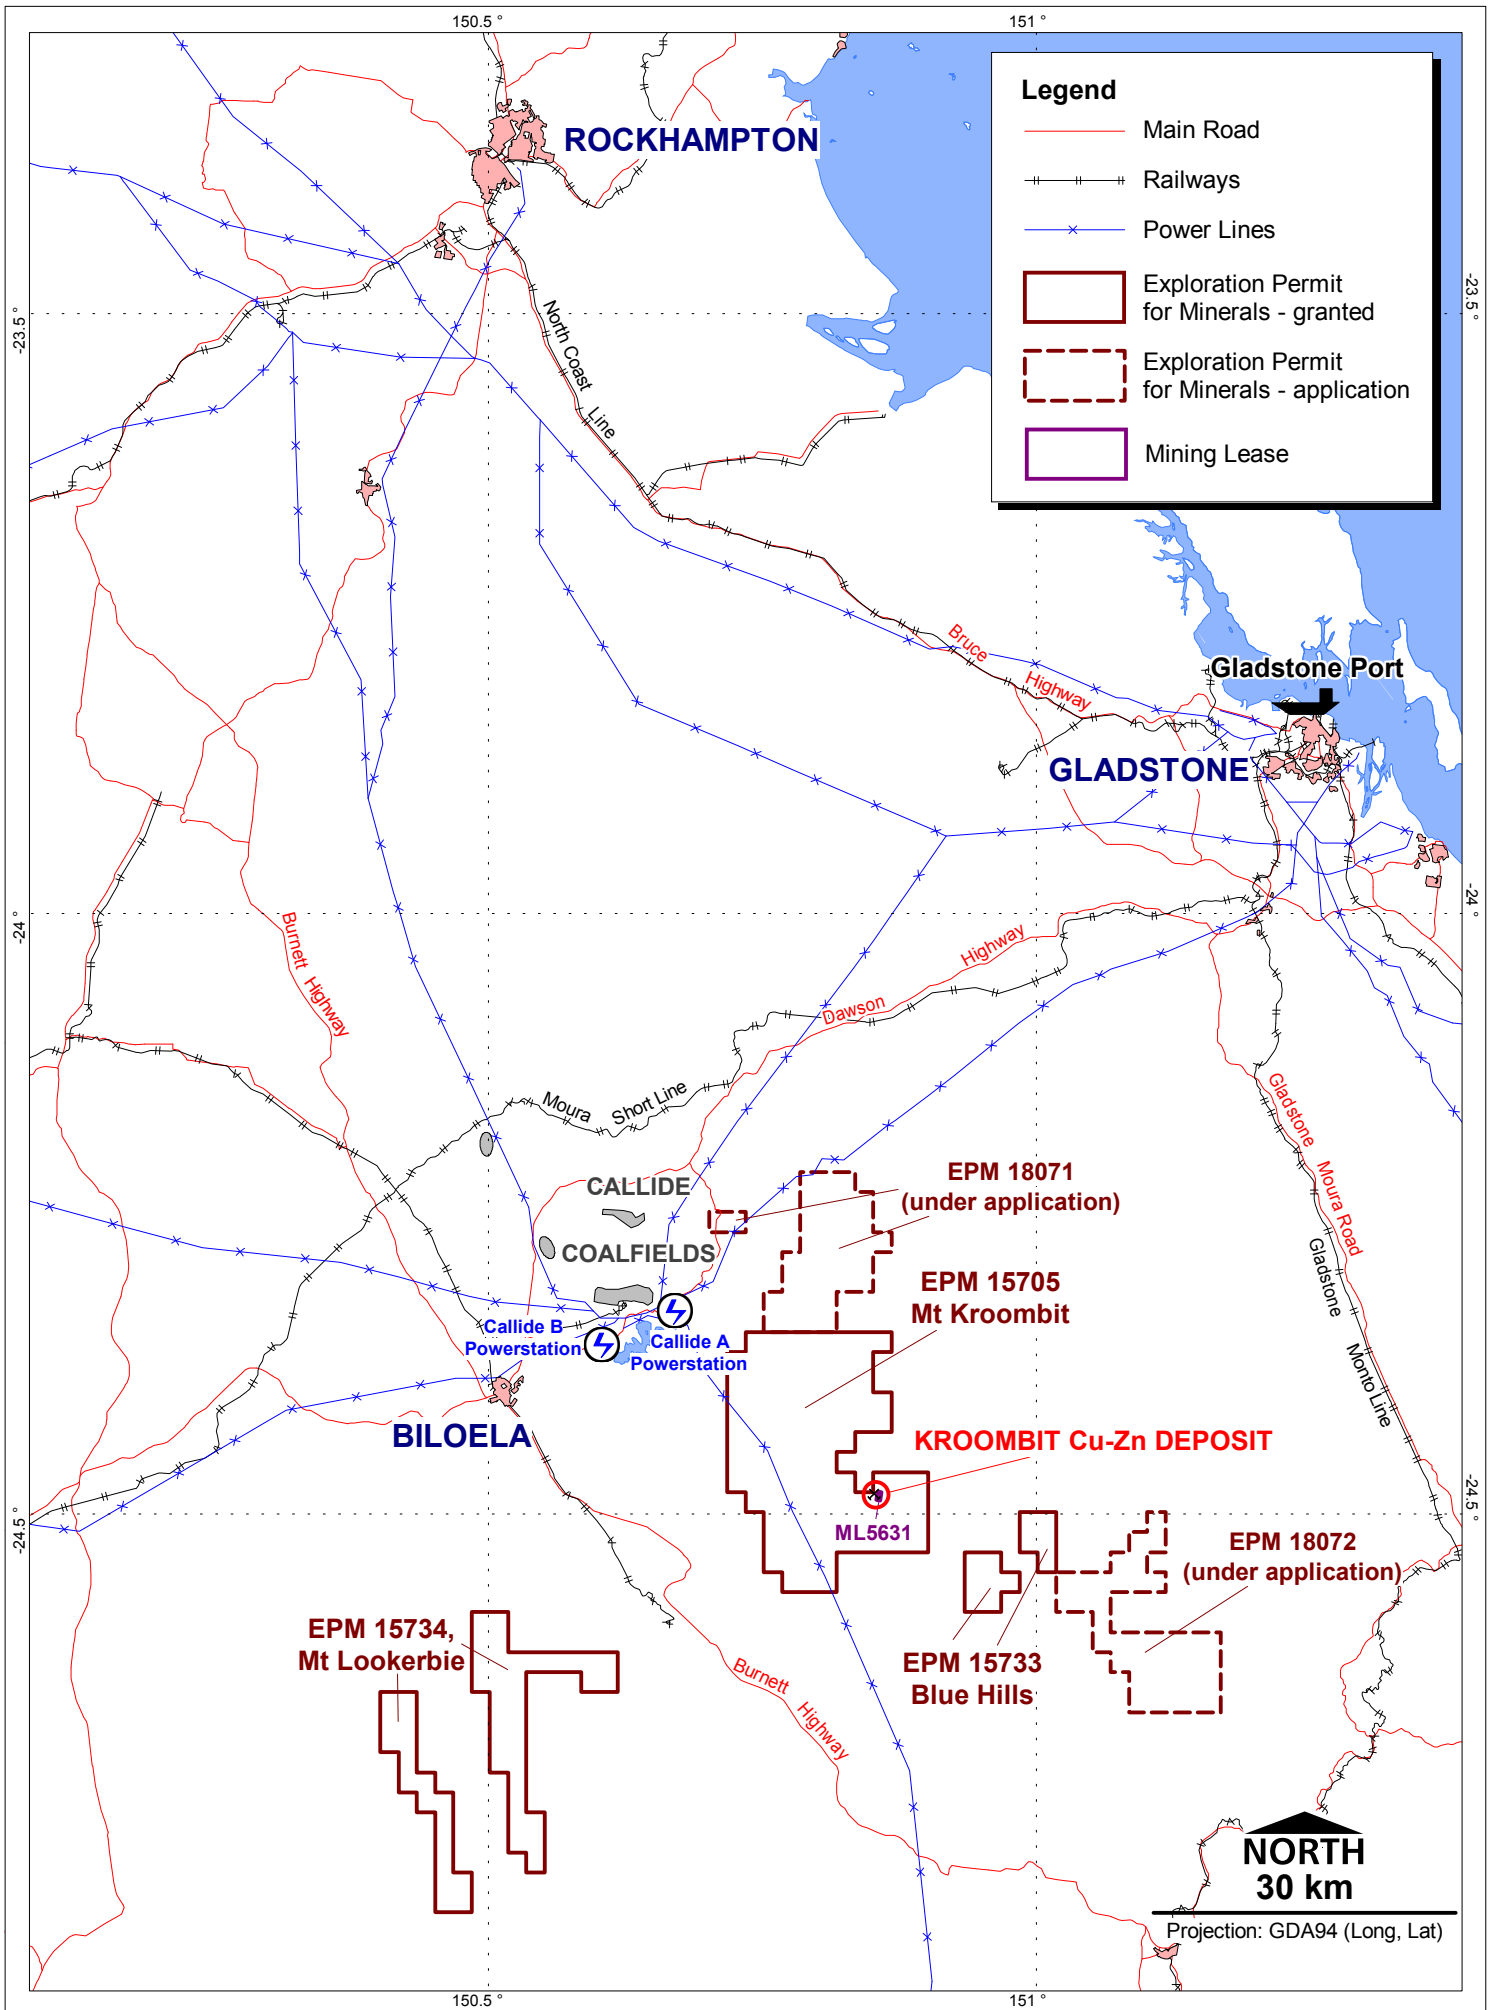 150.5 °
151 °
Legend
Main Road
Railways
Power Lines
Exploration Permit
for Minerals - granted
Exploration Permit
for Minerals - application
Mining Lease
ROCKHAMPTON
-23.5 °
-23.5 °
North Coast
Line
Bruce
Highway
Gladstone Port
GLADSTONE
-24 °
-24 °
Burnett Highway
Highway
Dawson
Moura Short Line
Gladstone Moura Road
Gladstone
Monto Line
CALLIDE
COALFIELDS
EPM 18071
(under application)
EPM 15705
Mt Kroombit
Callide B
Powerstation
Callide A
Powerstation
BILOELA
KROOMBIT Cu-Zn DEPOSIT
ML5631
-24.5 °
-24.5 °
EPM 18072
(under application)
EPM 15734,
Mt Lookerbie
EPM 15733
Blue Hills
Burnett
Highway
NORTH
30 km
Projection: GDA94 (Long, Lat)
150.5 °
151 °